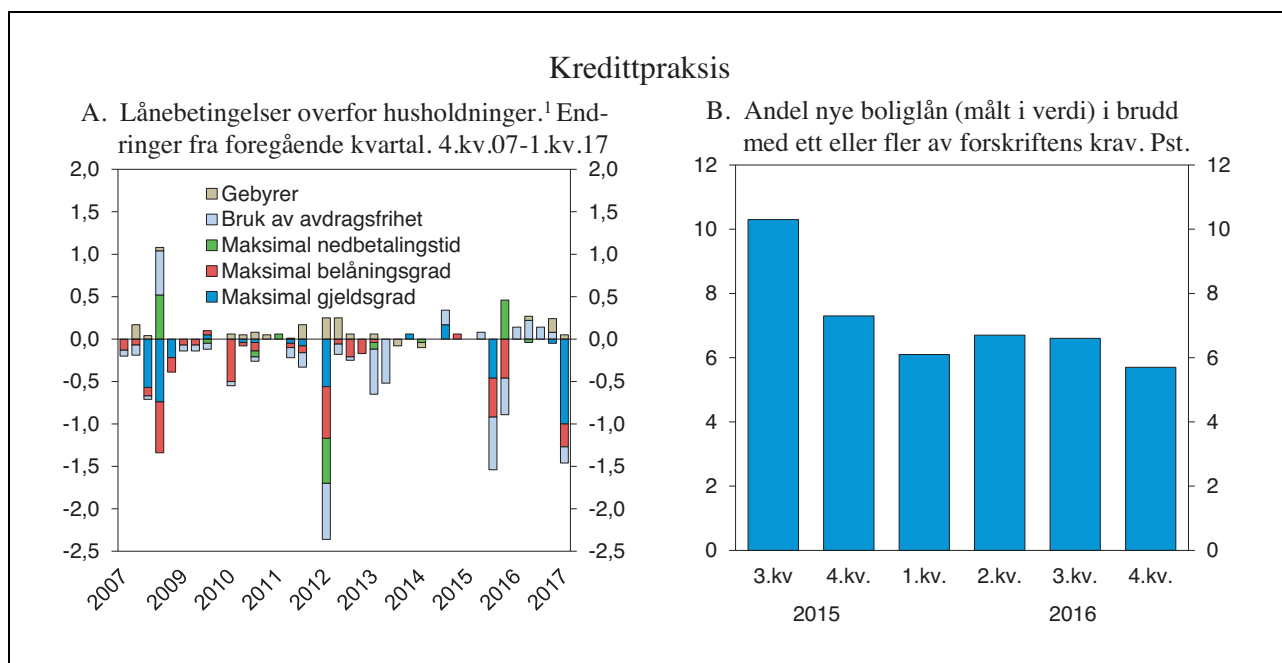 Kredittpraksis
A. Lånebetingelser overfor husholdninger.¹ End-
ringer fra foregående kvartal. 4.kv.07-1.kv.17
2,0 2,0
1,5 1,5
1,0 1,0
0,5 0,5
0,0 0,0
-0,5 -0,5
-1,0 -1,0
-1,5 -1,5
-2,0 -2,0
-2,5 -2,5
Gebyrer
Bruk av avdragsfrihet
Maksimal nedbetalingstid
Maksimal belåningsgrad
Maksimal gjeldsgrad
2007 2009 2010 2011 2012 2013 2014 2015 2016 2017
B. Andel nye boliglån (målt i verdi) i brudd
med ett eller fler av forskriftens krav. Pst.
12 12
10 10
8 8
6 6
4 4
2 2
0 0
3.kv 4.kv. 1.kv. 2.kv. 3.kv. 4.kv.
2015 2016